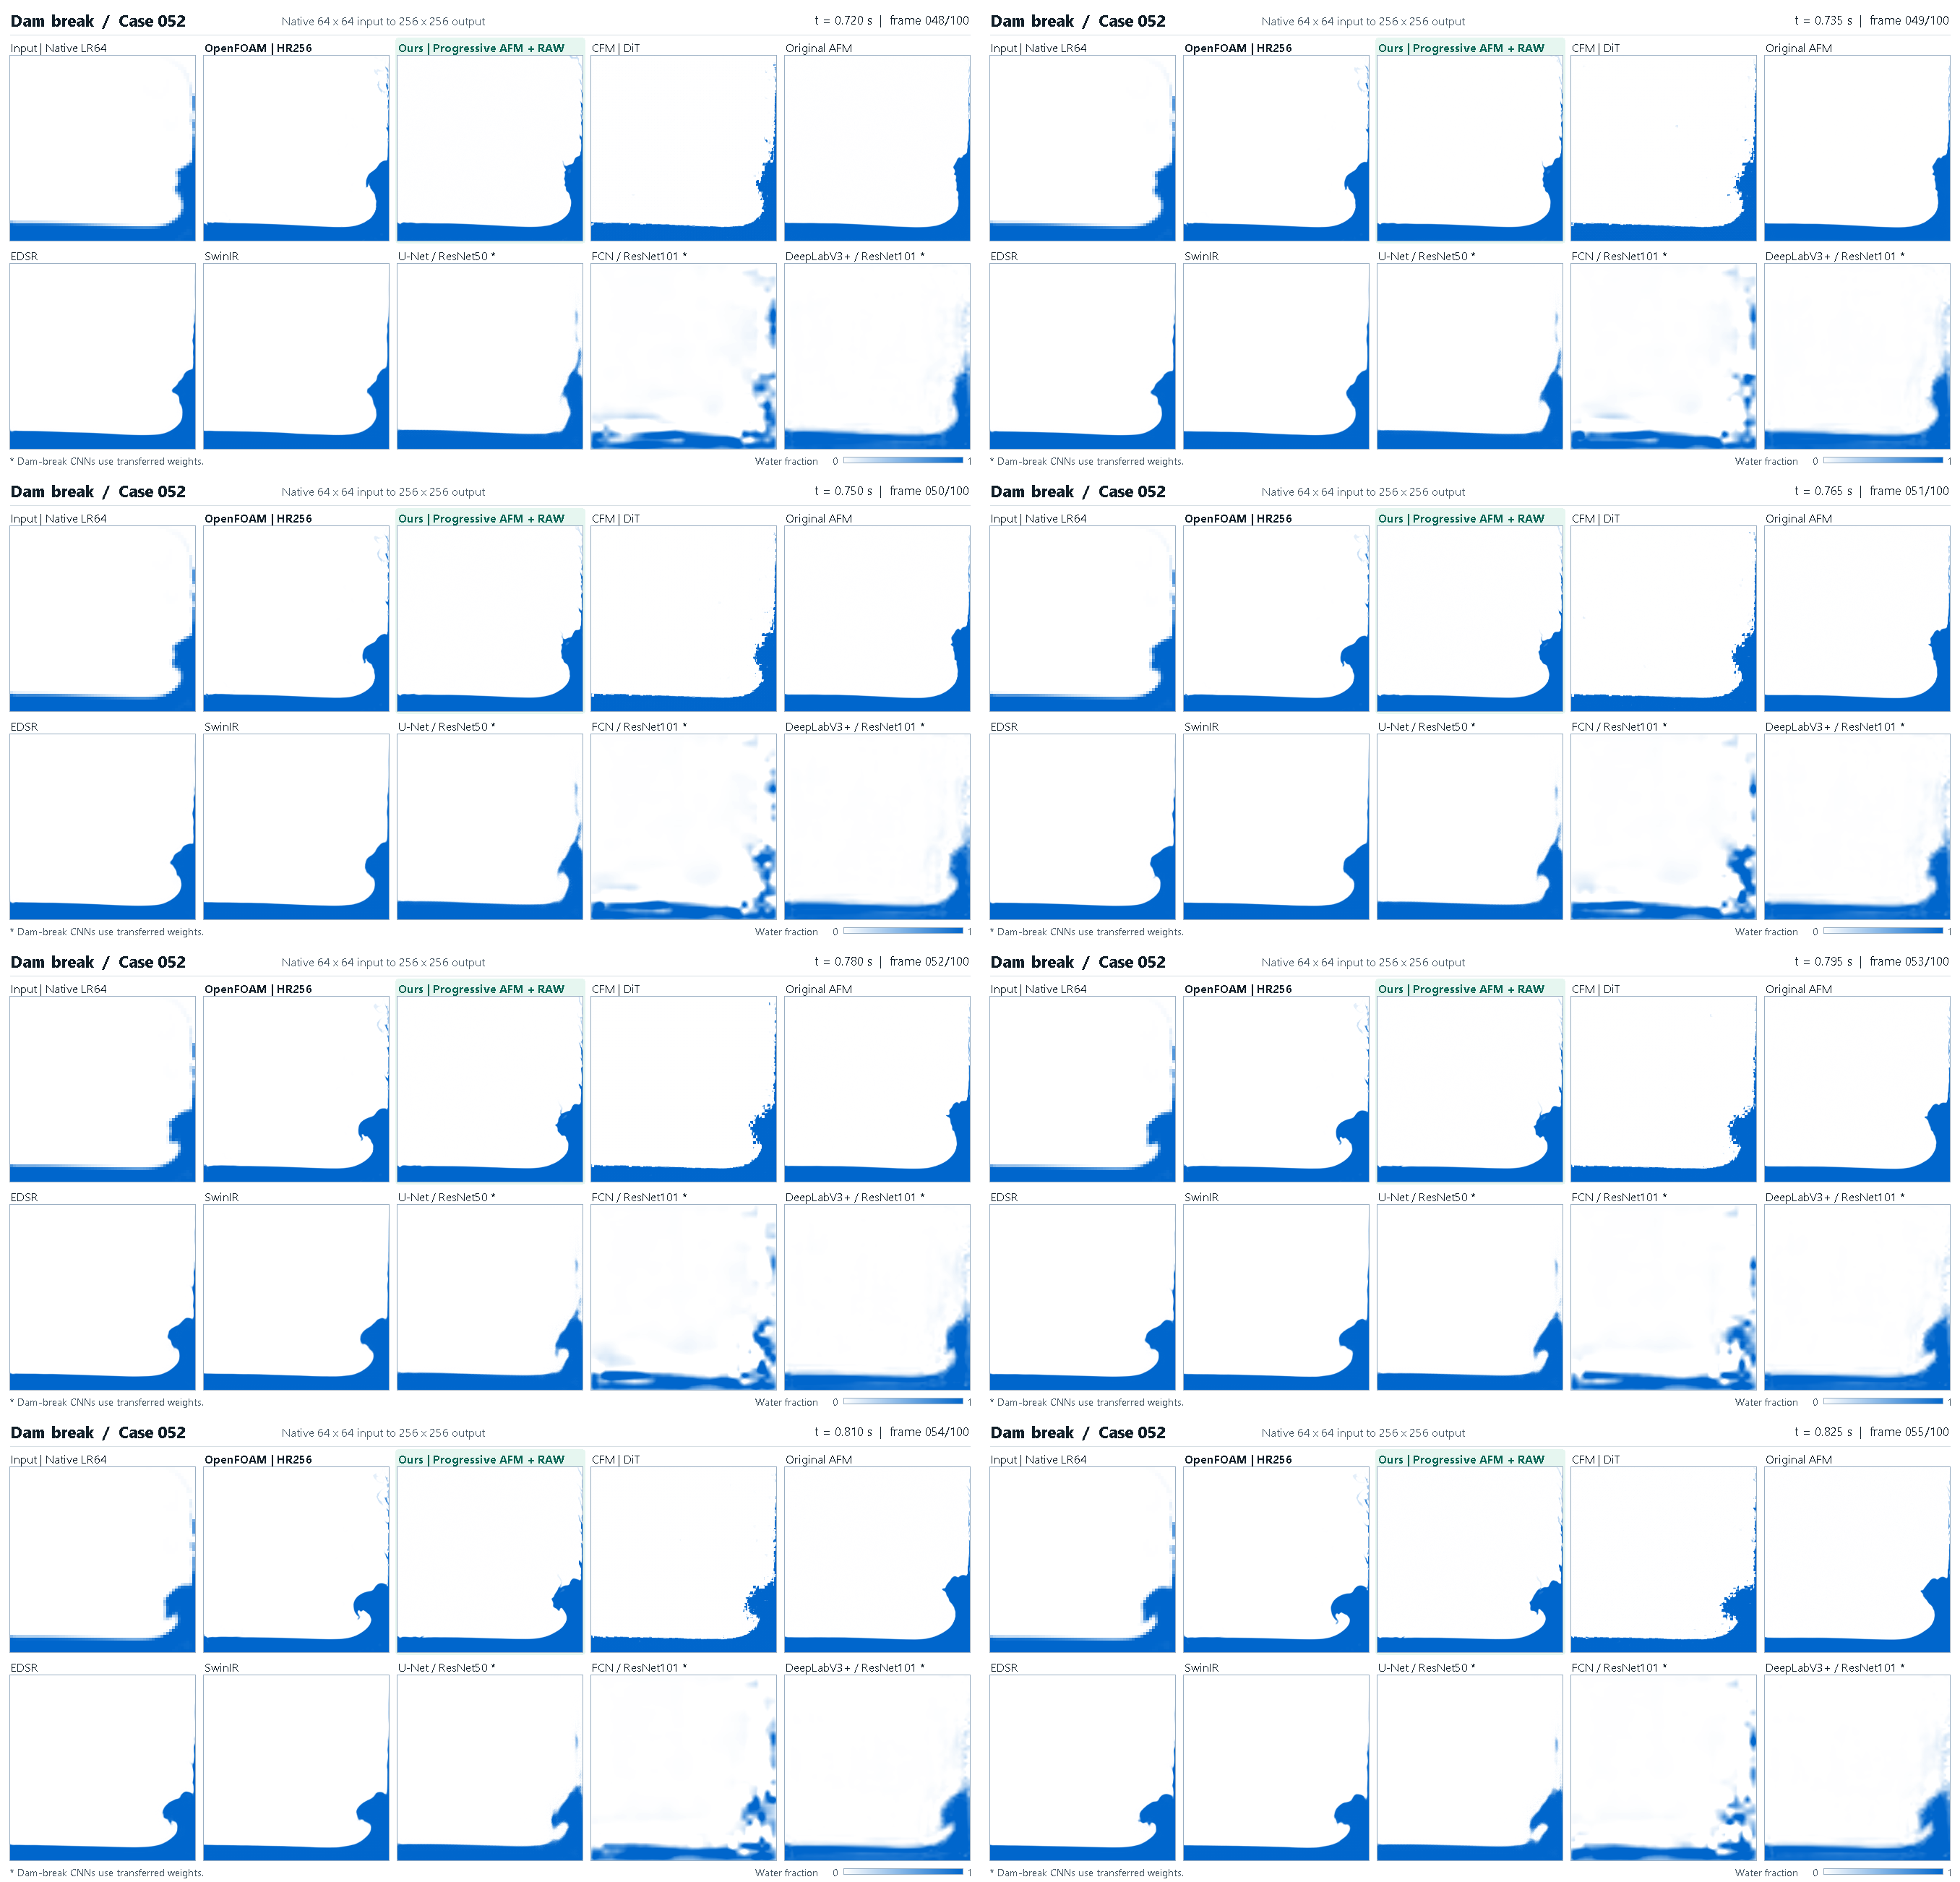 Dam break / Case 052 Native 64 x 64 input to 256 x 256 output t = 0.720 s | frame 048/100
Input | Native LR64 OpenFOAM | HR256 Ours | Progressive AFM + RAW CFM | DiT Original AFM
EDSR SwinIR U-Net / ResNet50 * FCN / ResNet101 * DeepLabV3+ / ResNet101 *
* Dam-break CNNs use transferred weights. Water fraction 0 1
Dam break / Case 052 Native 64 x 64 input to 256 x 256 output t = 0.735 s | frame 049/100
Input | Native LR64 OpenFOAM | HR256 Ours | Progressive AFM + RAW CFM | DiT Original AFM
EDSR SwinIR U-Net / ResNet50 * FCN / ResNet101 * DeepLabV3+ / ResNet101 *
* Dam-break CNNs use transferred weights. Water fraction 0 1
Dam break / Case 052 Native 64 x 64 input to 256 x 256 output t = 0.750 s | frame 050/100
Input | Native LR64 OpenFOAM | HR256 Ours | Progressive AFM + RAW CFM | DiT Original AFM
EDSR SwinIR U-Net / ResNet50 * FCN / ResNet101 * DeepLabV3+ / ResNet101 *
* Dam-break CNNs use transferred weights. Water fraction 0 1
Dam break / Case 052 Native 64 x 64 input to 256 x 256 output t = 0.765 s | frame 051/100
Input | Native LR64 OpenFOAM | HR256 Ours | Progressive AFM + RAW CFM | DiT Original AFM
EDSR SwinIR U-Net / ResNet50 * FCN / ResNet101 * DeepLabV3+ / ResNet101 *
* Dam-break CNNs use transferred weights. Water fraction 0 1
Dam break / Case 052 Native 64 x 64 input to 256 x 256 output t = 0.780 s | frame 052/100
Input | Native LR64 OpenFOAM | HR256 Ours | Progressive AFM + RAW CFM | DiT Original AFM
EDSR SwinIR U-Net / ResNet50 * FCN / ResNet101 * DeepLabV3+ / ResNet101 *
* Dam-break CNNs use transferred weights. Water fraction 0 1
Dam break / Case 052 Native 64 x 64 input to 256 x 256 output t = 0.795 s | frame 053/100
Input | Native LR64 OpenFOAM | HR256 Ours | Progressive AFM + RAW CFM | DiT Original AFM
EDSR SwinIR U-Net / ResNet50 * FCN / ResNet101 * DeepLabV3+ / ResNet101 *
* Dam-break CNNs use transferred weights. Water fraction 0 1
Dam break / Case 052 Native 64 x 64 input to 256 x 256 output t = 0.810 s | frame 054/100
Input | Native LR64 OpenFOAM | HR256 Ours | Progressive AFM + RAW CFM | DiT Original AFM
EDSR SwinIR U-Net / ResNet50 * FCN / ResNet101 * DeepLabV3+ / ResNet101 *
* Dam-break CNNs use transferred weights. Water fraction 0 1
Dam break / Case 052 Native 64 x 64 input to 256 x 256 output t = 0.825 s | frame 055/100
Input | Native LR64 OpenFOAM | HR256 Ours | Progressive AFM + RAW CFM | DiT Original AFM
EDSR SwinIR U-Net / ResNet50 * FCN / ResNet101 * DeepLabV3+ / ResNet101 *
* Dam-break CNNs use transferred weights. Water fraction 0 1